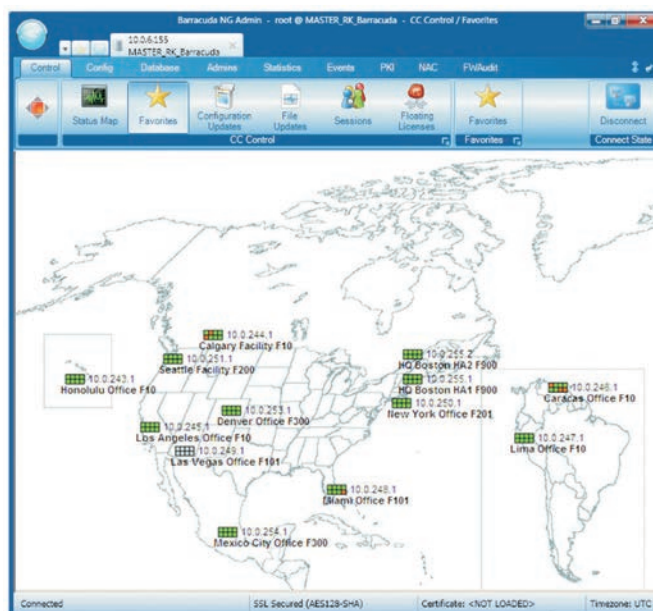 Barracuda NG Admin - root @ MASTER_RK_Barracuda - CC Control / Favorites
10.0.6.155
MASTER_RK_Barracuda
Control Config Database Admins Statistics Events PKI NAC FWAudit
Status Map Favorites Configuration Updates File Updates Sessions Floating Licenses Favorites Disconnect
CC Control Favorites Connect State
10.0.244.1
Calgary Facility F10
10.0.251.1
Seattle Facility F200
10.0.243.1
Honolulu Office F10
10.0.255.2
HQ Boston HA2 F900
10.0.255.1
HQ Boston HA1 F900
10.0.250.1
New York Office F201
10.0.246.1
Caracas Office F10
10.0.253.1
Denver Office F300
10.0.245.1
Los Angeles Office F10
10.0.249.1
Las Vegas Office F101
10.0.247.1
Lima Office F10
10.0.248.1
Miami Office F101
10.0.254.1
Mexico City Office F300
Connected SSL Secured (AES128-SHA) Certificate: <NOT LOADED> Timezone: UTC